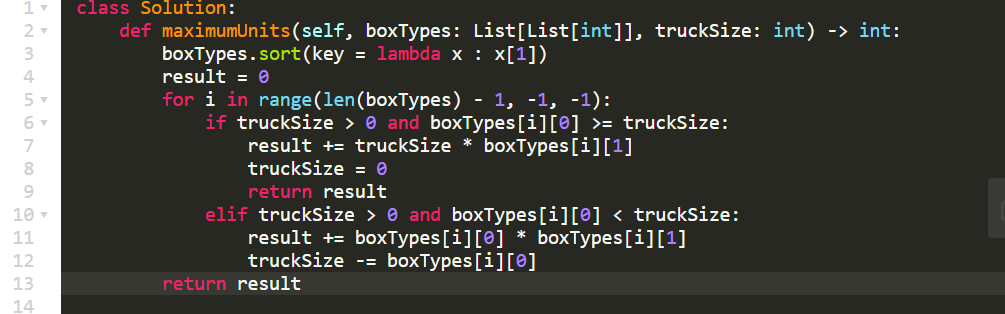 1 class Solution:
2     def maximumUnits(self, boxTypes: List[List[int]], truckSize: int) -> int:
3         boxTypes.sort(key = lambda x : x[1])
4         result = 0
5         for i in range(len(boxTypes) - 1, -1, -1):
6             if truckSize > 0 and boxTypes[i][0] >= truckSize:
7                 result += truckSize * boxTypes[i][1]
8                 truckSize = 0
9                 return result
10             elif truckSize > 0 and boxTypes[i][0] < truckSize:
11                 result += boxTypes[i][0] * boxTypes[i][1]
12                 truckSize -= boxTypes[i][0]
13         return result
14